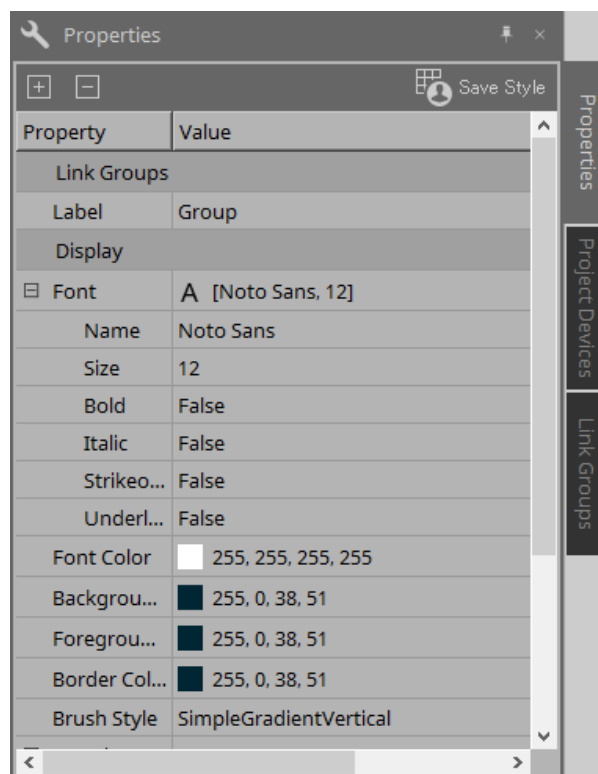 Properties
Save Style
Property Value
Link Groups
Label Group
Display
Font A [Noto Sans, 12]
Name Noto Sans
Size 12
Bold False
Italic False
Strikeo... False
Underl... False
Font Color 255, 255, 255, 255
Backgrou... 255, 0, 38, 51
Foregrou... 255, 0, 38, 51
Border Col... 255, 0, 38, 51
Brush Style SimpleGradientVertical
Properties
Project Devices
Link Groups